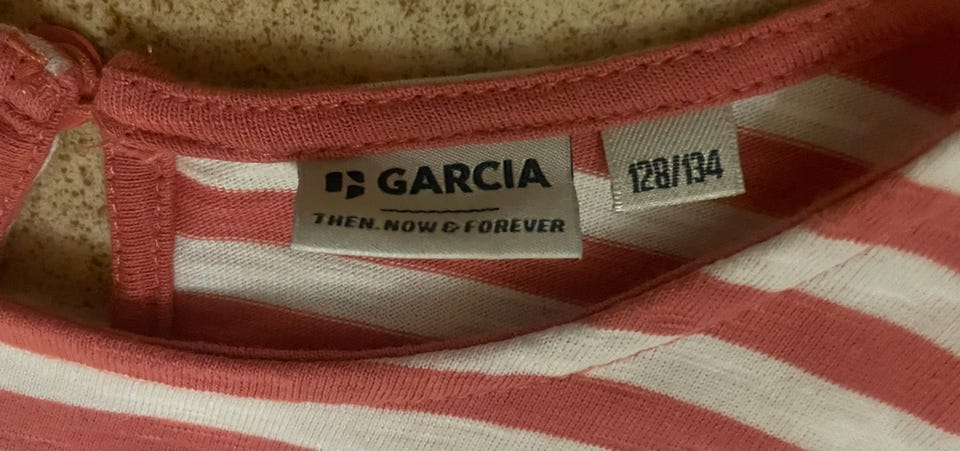 GARCIA
THEN. NOW & FOREVER
128/134